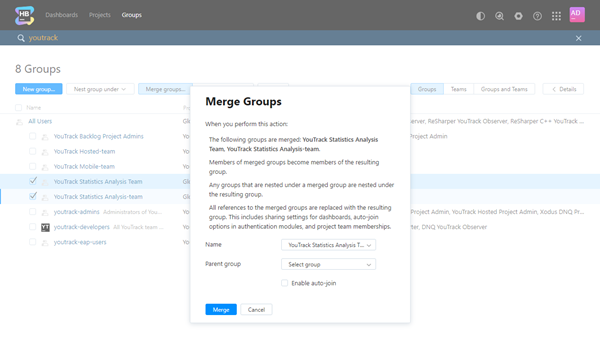 HB
Dashboards Projects Groups
AD
youtrack
8 Groups
New group... Nest group under Merge groups... Groups Teams Groups and Teams Details
Name
All Users
YouTrack Backlog Project Admins
YouTrack Hosted-team
YouTrack Mobile-team
YouTrack Statistics Analysis Team
YouTrack Statistics Analysis-team
youtrack-admins Administrators of You...
youtrack-developers All YouTrack team ...
youtrack-eap-users
Observer, ReSharper C++ YouTrack ...
Project Admin
Project Admin, YouTrack Hosted Project Admin, Xodus DNQ Pr...
DNQ YouTrack Observer
Merge Groups
When you perform this action:
The following groups are merged: YouTrack Statistics Analysis
Team, YouTrack Statistics Analysis-team.
Members of merged groups become members of the resulting
group.
Any groups that are nested under a merged group are nested under
the resulting group.
All references to the merged groups are replaced with the resulting
group. This includes sharing settings for dashboards, auto-join
options in authentication modules, and project team memberships.
Name YouTrack Statistics Analysis T...
Parent group Select group
Enable auto-join
Merge Cancel